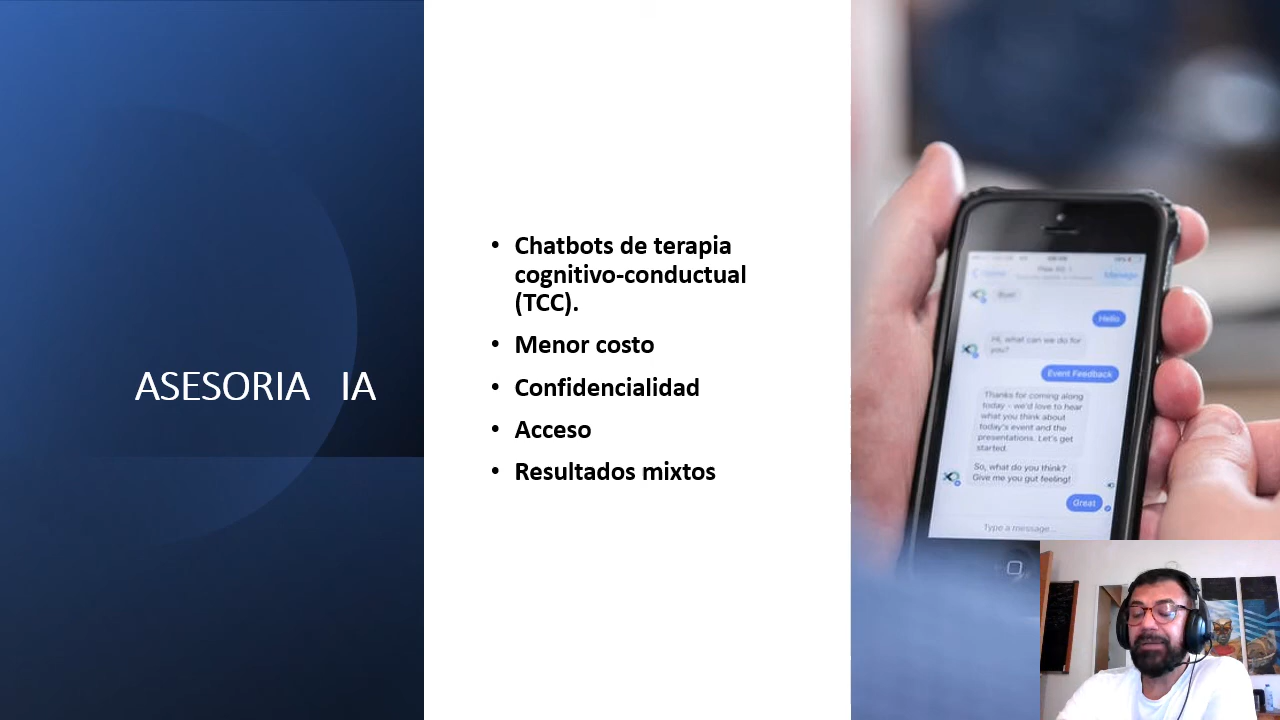 ASESORIA IA
• Chatbots de terapia
cognitivo-conductual
(TCC).
• Menor costo
• Confidencialidad
• Acceso
• Resultados mixtos
Manage
Hello
Hi, what can we do for
you?
Event Feedback
Thanks for coming along
today - we'd love to hear
what you think about
today's event and the
presentations. Let's get
started.
So, what do you think?
Give me you gut feeling!
Great
Type a message...